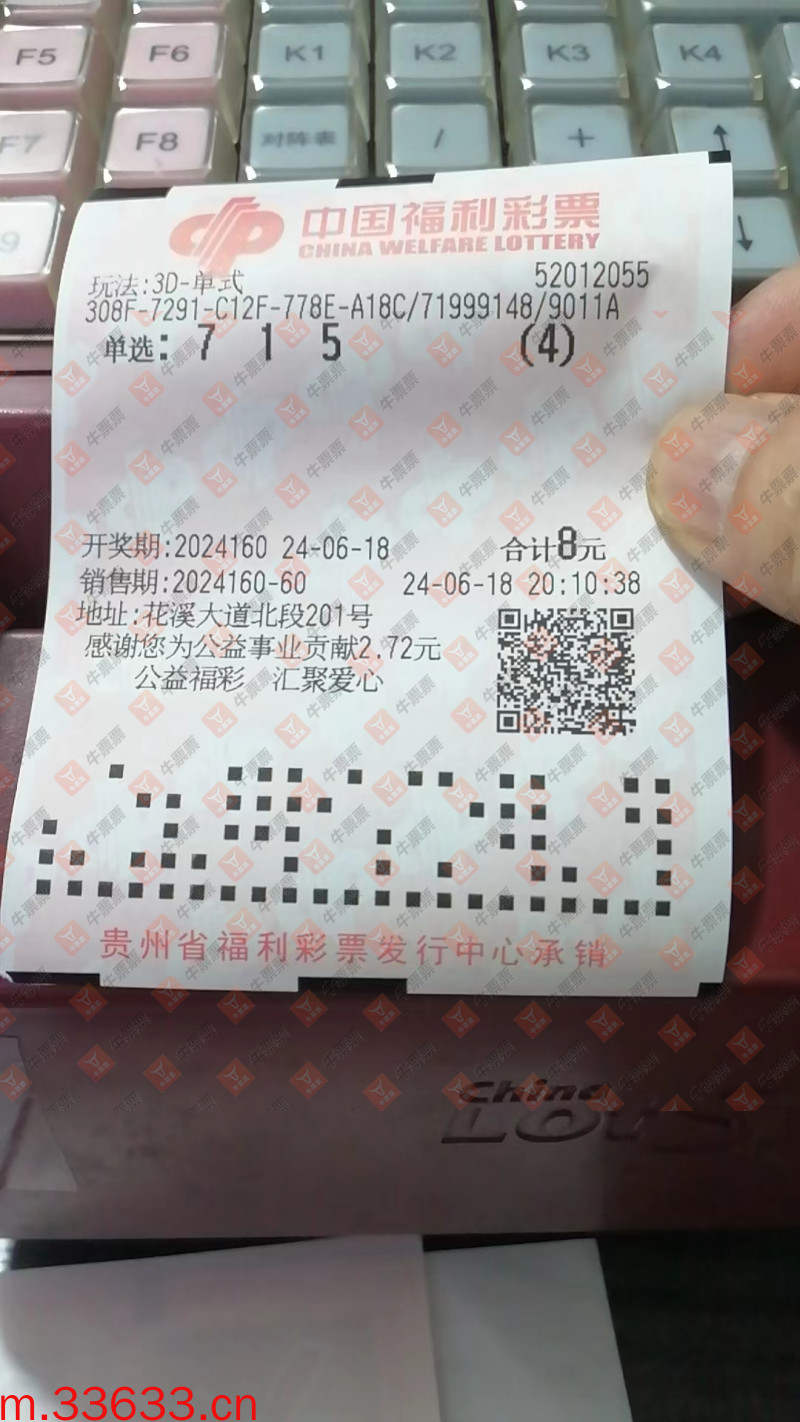 F5 F6 K1 K2 K3 K4
F7 F8 对阵表 / + ↑
9 ↓
中国福利彩票
CHINA WELFARE LOTTERY
玩法:3D-单式 52012055
308F-7291-C12F-778E-A18C/71999148/9011A
单选: 7 1 5 (4)
开奖期:2024160 24-06-18 合计8元
销售期:2024160-60 24-06-18 20:10:38
地址:花溪大道北段201号
感谢您为公益事业贡献2.72元
公益福彩 汇聚爱心
贵州省福利彩票发行中心承销
牛票票
China
m.33633.cn